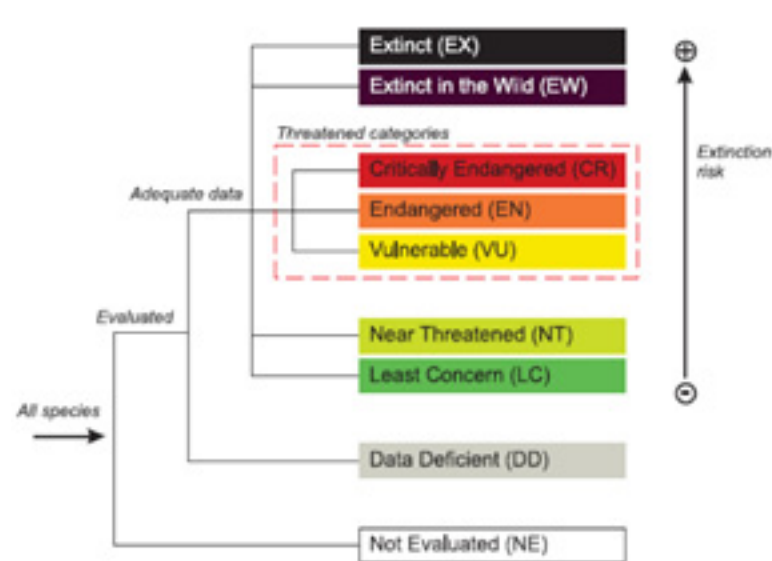 Extinct (EX)
Extinct in the Wild (EW)
Threatened categories
Critically Endangered (CR)
Extinction
risk
Adequate data
Endangered (EN)
Vulnerable (VU)
Evaluated
Near Threatened (NT)
Least Concern (LC)
All species
Data Deficient (DD)
Not Evaluated (NE)